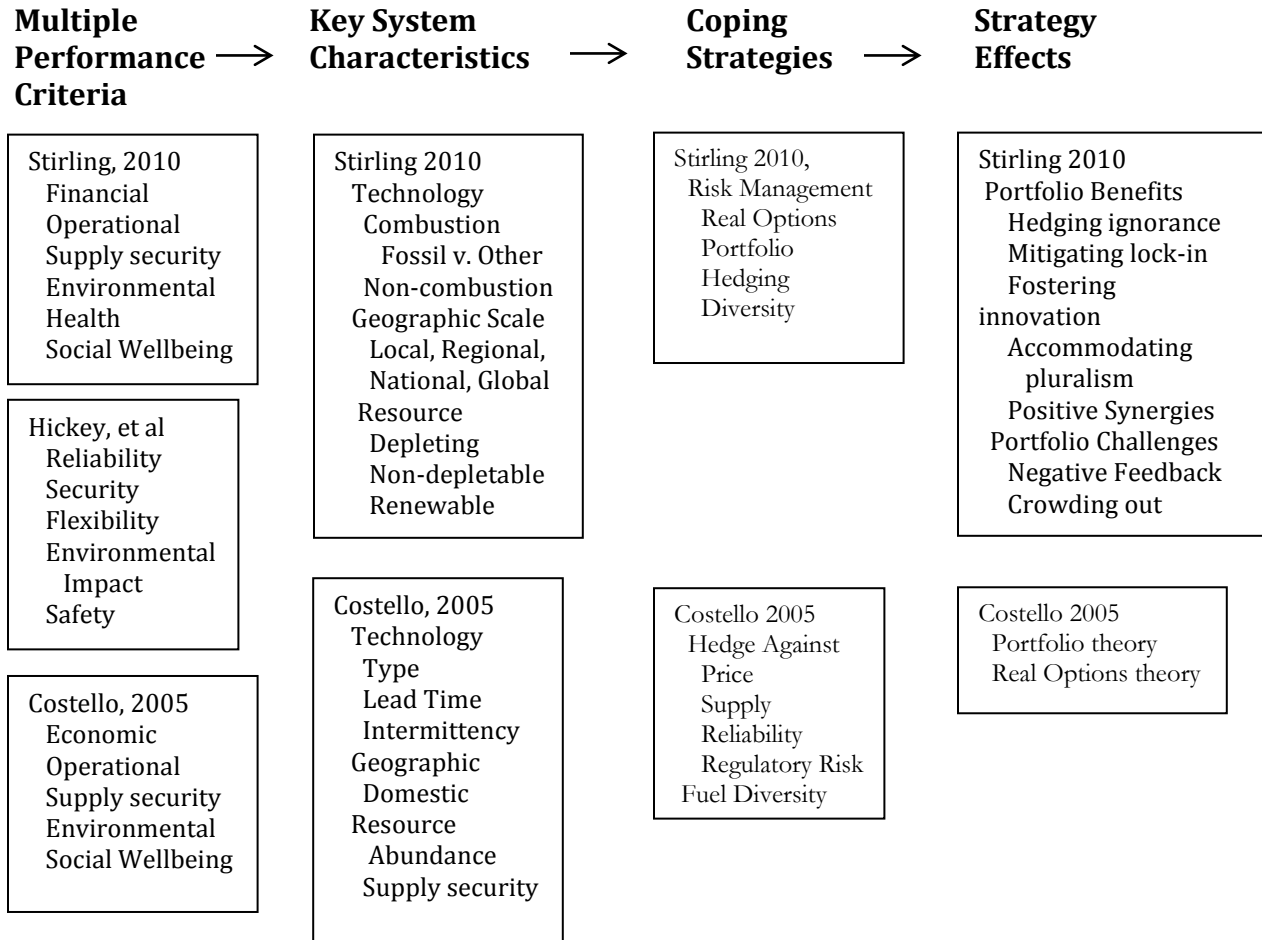 Multiple
Performance
Criteria
Key System
Characteristics
Coping
Strategies
Strategy
Effects
Stirling, 2010
Financial
Operational
Supply security
Environmental
Health
Social Wellbeing
Hickey, et al
Reliability
Security
Flexibility
Environmental
Impact
Safety
Costello, 2005
Economic
Operational
Supply security
Environmental
Social Wellbeing
Stirling 2010
Technology
Combustion
Fossil v. Other
Non-combustion
Geographic Scale
Local, Regional,
National, Global
Resource
Depleting
Non-depletable
Renewable
Costello, 2005
Technology
Type
Lead Time
Intermittency
Geographic
Domestic
Resource
Abundance
Supply security
Stirling 2010,
Risk Management
Real Options
Portfolio
Hedging
Diversity
Costello 2005
Hedge Against
Price
Supply
Reliability
Regulatory Risk
Fuel Diversity
Stirling 2010
Portfolio Benefits
Hedging ignorance
Mitigating lock-in
Fostering
innovation
Accommodating
pluralism
Positive Synergies
Portfolio Challenges
Negative Feedback
Crowding out
Costello 2005
Portfolio theory
Real Options theory